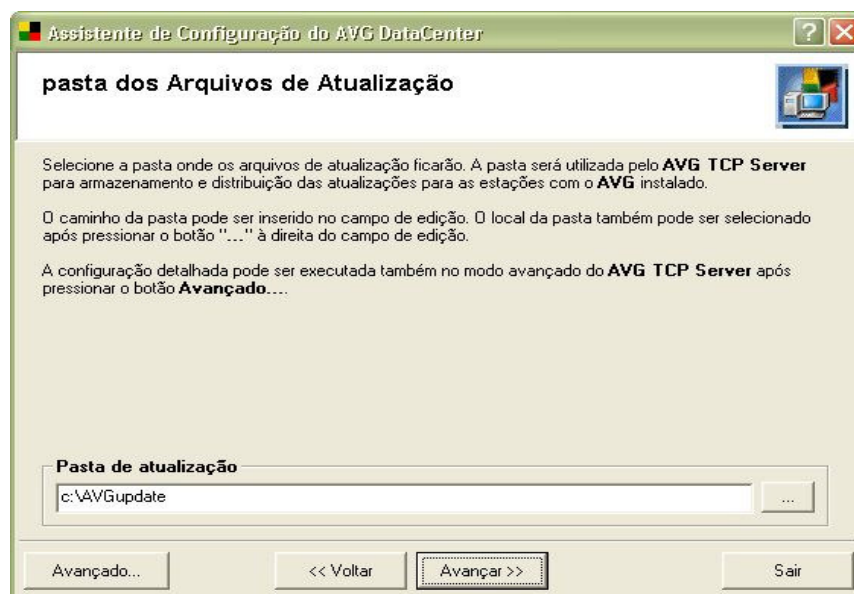 Assistente de Configuração do AVG DataCenter
pasta dos Arquivos de Atualização
Selecione a pasta onde os arquivos de atualização ficarão. A pasta será utilizada pelo AVG TCP Server
para armazenamento e distribuição das atualizações para as estações com o AVG instalado.
O caminho da pasta pode ser inserido no campo de edição. O local da pasta também pode ser selecionado
após pressionar o botão "..." à direita do campo de edição.
A configuração detalhada pode ser executada também no modo avançado do AVG TCP Server após
pressionar o botão Avançado....
Pasta de atualização
c:\AVGupdate
...
Avançado...
<< Voltar
Avançar >>
Sair